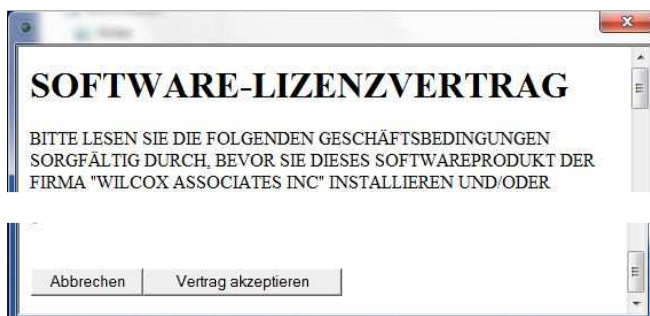 SOFTWARE-LIZENZVERTRAG
BITTE LESEN SIE DIE FOLGENDEN GESCHÄFTSBEDINGUNGEN
SORGFÄLTIG DURCH, BEVOR SIE DIESES SOFTWAREPRODUKT DER
FIRMA "WILCOX ASSOCIATES INC" INSTALLIEREN UND/ODER
Abbrechen
Vertrag akzeptieren